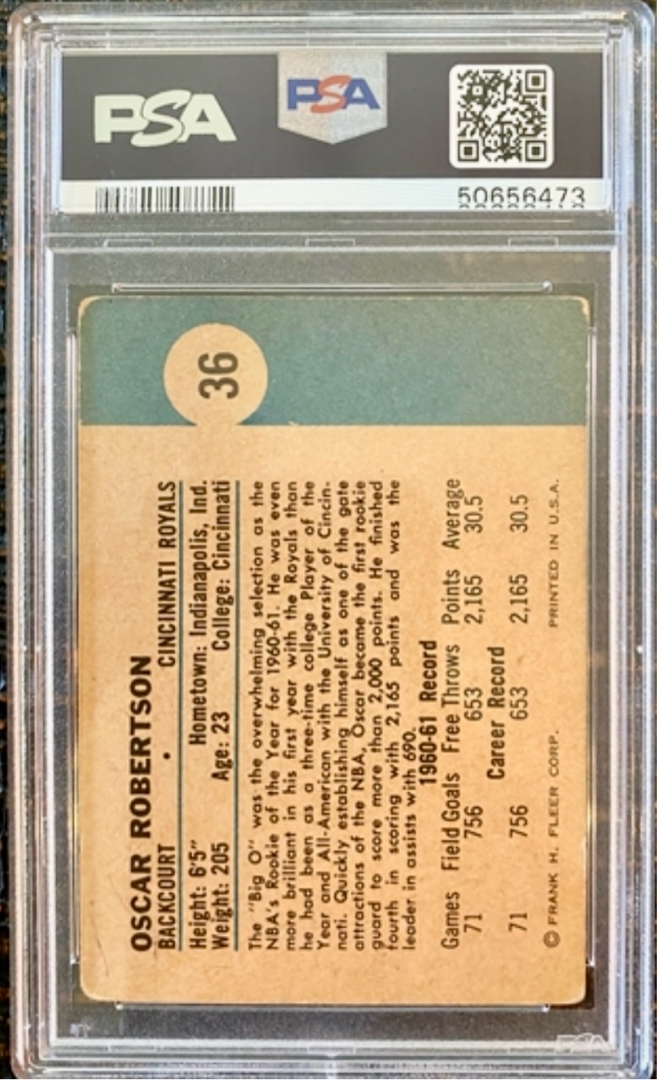 PSA
PSA
50656473
36
OSCAR ROBERTSON
BACKCOURT • CINCINNATI ROYALS
Height: 6'5" Hometown: Indianapolis, Ind.
Weight: 205 Age: 23 College: Cincinnati
The "Big O" was the overwhelming selection as the
NBA's Rookie of the Year for 1960-61. He was even
more brilliant in his first year with the Royals than
he had been as a three-time college Player of the
Year and All-American with the University of Cincin-
nati. Quickly establishing himself as one of the gate
attractions of the NBA, Oscar became the first rookie
guard to score more than 2,000 points. He finished
fourth in scoring with 2,165 points and was the
leader in assists with 690.
1960-61 Record
Games Field Goals Free Throws Points Average
71 756 653 2,165 30.5
Career Record
71 756 653 2,165 30.5
© FRANK H. FLEER CORP. PRINTED IN U.S.A.
PSA